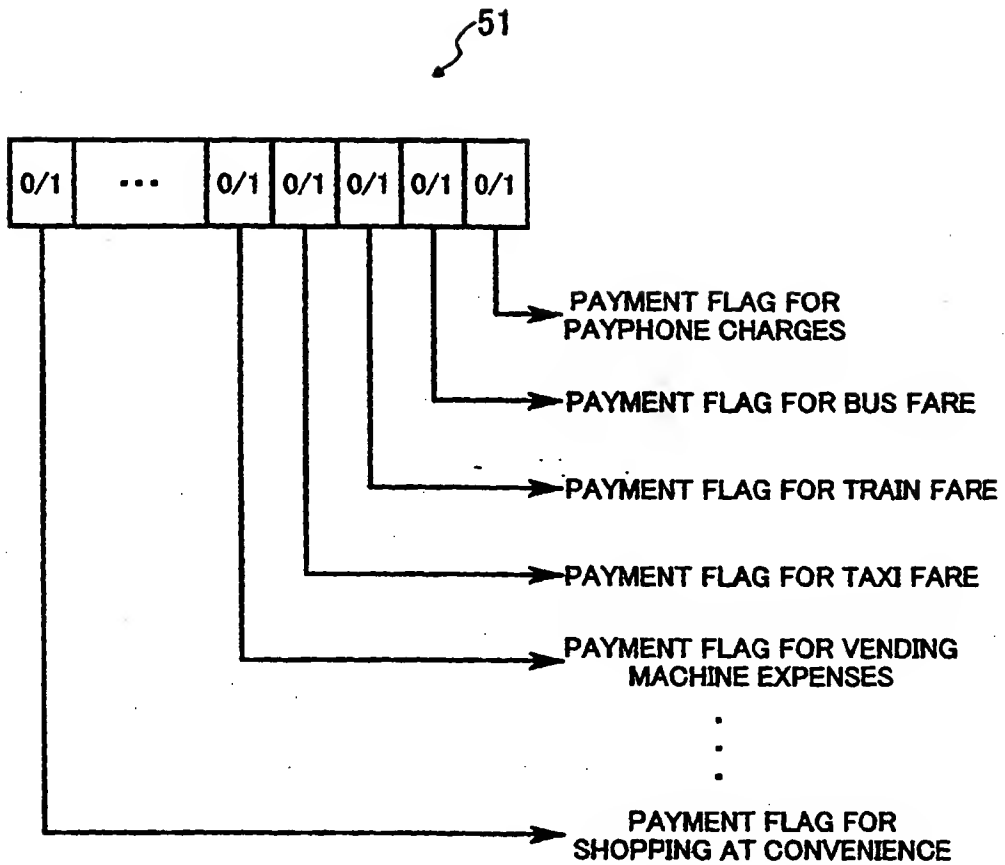 51
0/1 ... 0/1 0/1 0/1 0/1 0/1
PAYMENT FLAG FOR
PAYPHONE CHARGES
PAYMENT FLAG FOR BUS FARE
PAYMENT FLAG FOR TRAIN FARE
PAYMENT FLAG FOR TAXI FARE
PAYMENT FLAG FOR VENDING
MACHINE EXPENSES
PAYMENT FLAG FOR
SHOPPING AT CONVENIENCE